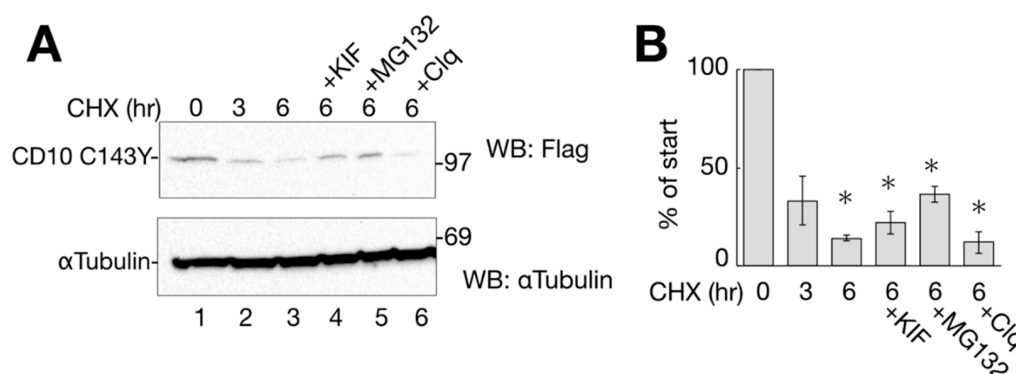 A
+KIF
+MG132
+Clq
CHX (hr) 0 3 6 6 6 6
CD10 C143Y-
-97
WB: Flag
αTubulin-
-69
WB: αTubulin
1 2 3 4 5 6
B
100
50
0
% of start
* * * *
CHX (hr) 0 3 6 6 6 6
+KIF
+MG132
+Clq